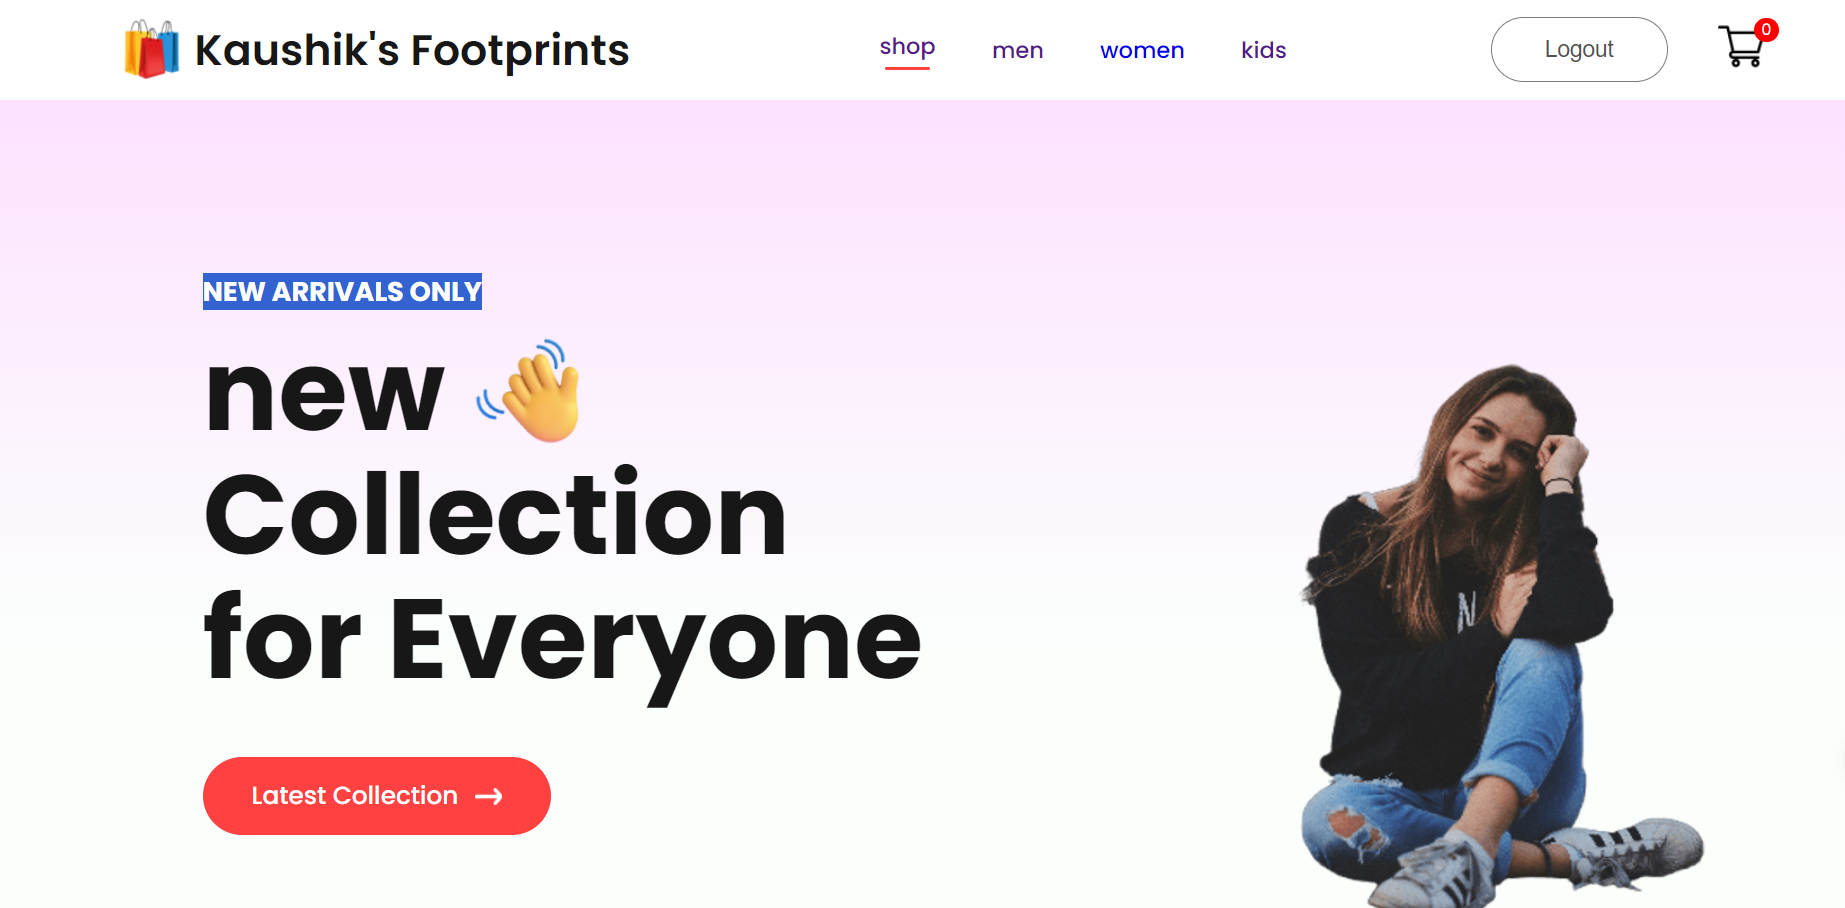 Kaushik's Footprints
shop
men
women
kids
Logout
0
NEW ARRIVALS ONLY
new
Collection
for Everyone
Latest Collection
N